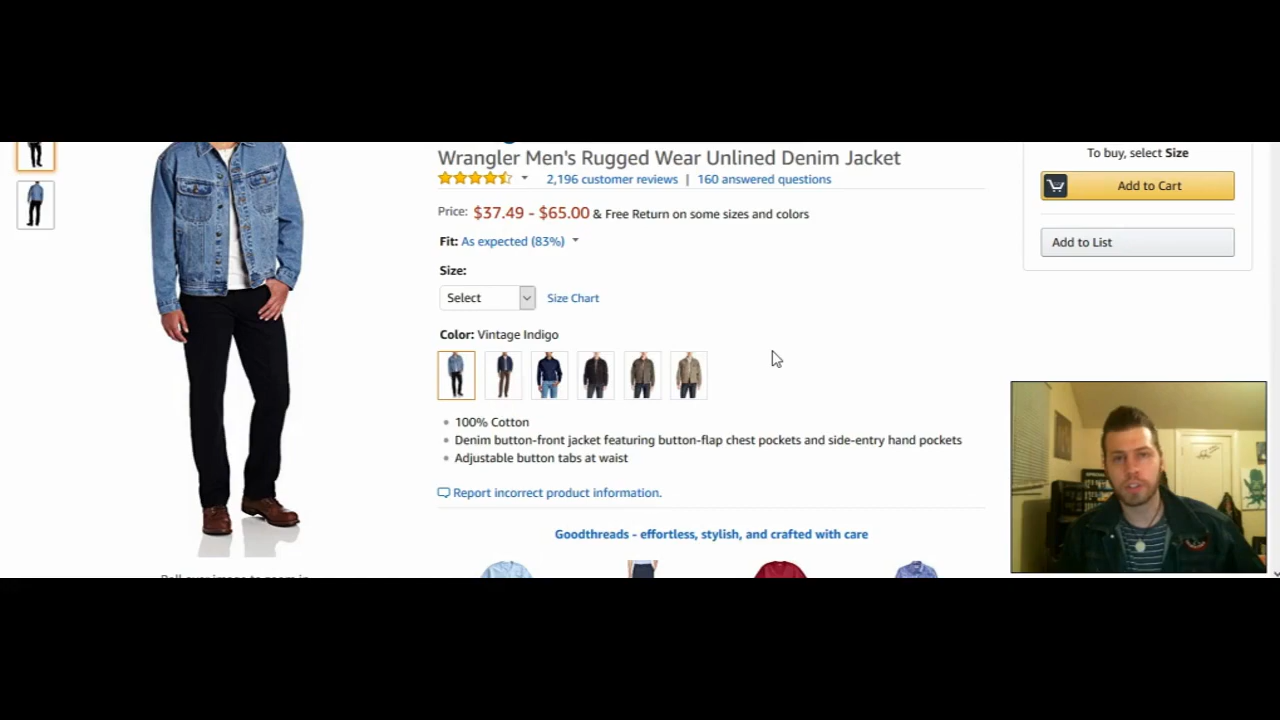 Wrangler Men's Rugged Wear Unlined Denim Jacket
2,196 customer reviews | 160 answered questions
Price: $37.49 - $65.00 & Free Return on some sizes and colors
Fit: As expected (83%)
Size:
Select
Size Chart
Color: Vintage Indigo
100% Cotton
Denim button-front jacket featuring button-flap chest pockets and side-entry hand pockets
Adjustable button tabs at waist
Report incorrect product information.
Goodthreads - effortless, stylish, and crafted with care
To buy, select Size
Add to Cart
Add to List